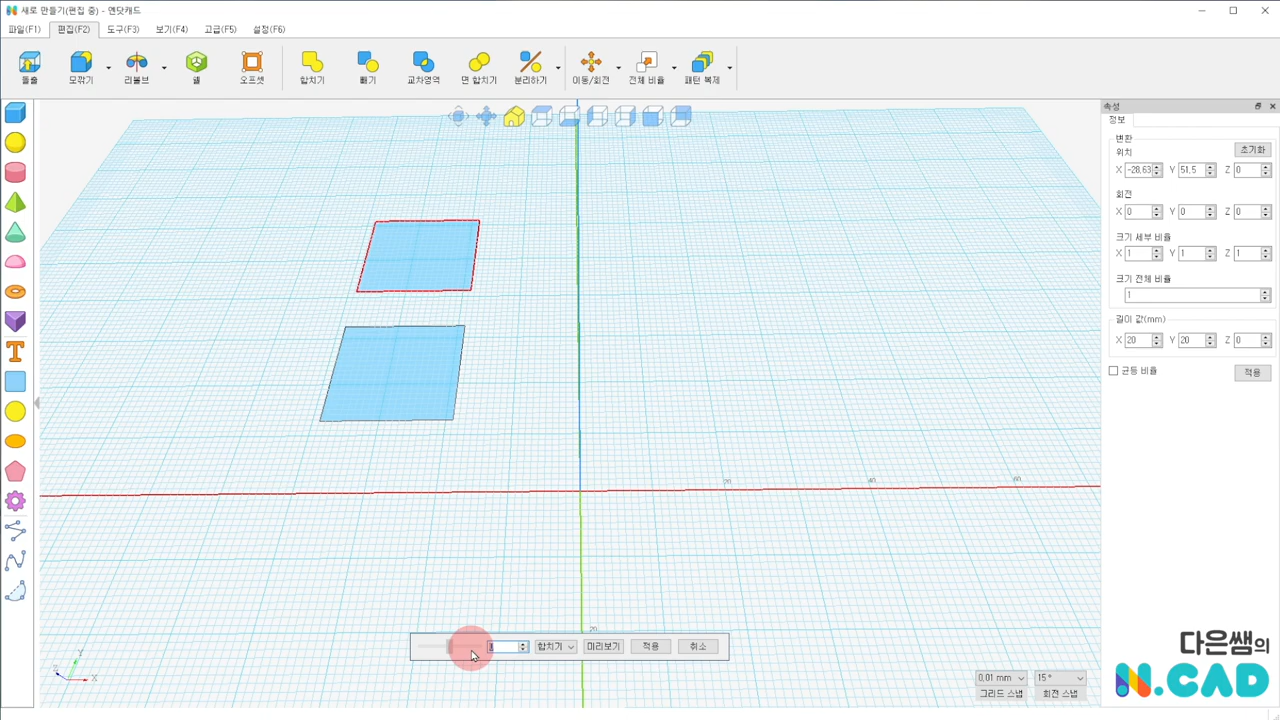 새로 만들기(편집 중) - 엔닷캐드
파일(F1) 편집(F2) 도구(F3) 보기(F4) 고급(F5) 설정(F6)
돌출 모깎기 리볼브 쉘 오프셋 합치기 빼기 교차영역 면 합치기 분리하기 이동/회전 전체 비율 패턴 복제
속성
정보
변환
위치 초기화
X -28,63 Y 51,5 Z 0
회전
X 0 Y 0 Z 0
크기 세부 비율
X 1 Y 1 Z 1
크기 전체 비율
1
길이 값(mm)
X 20 Y 20 Z 0
균등 비율 적용
20 40 60
20
합치기 미리보기 적용 취소
Y
Z
X
0,01 mm 15 °
그리드 스냅 회전 스냅
다은쌤의
N.CAD